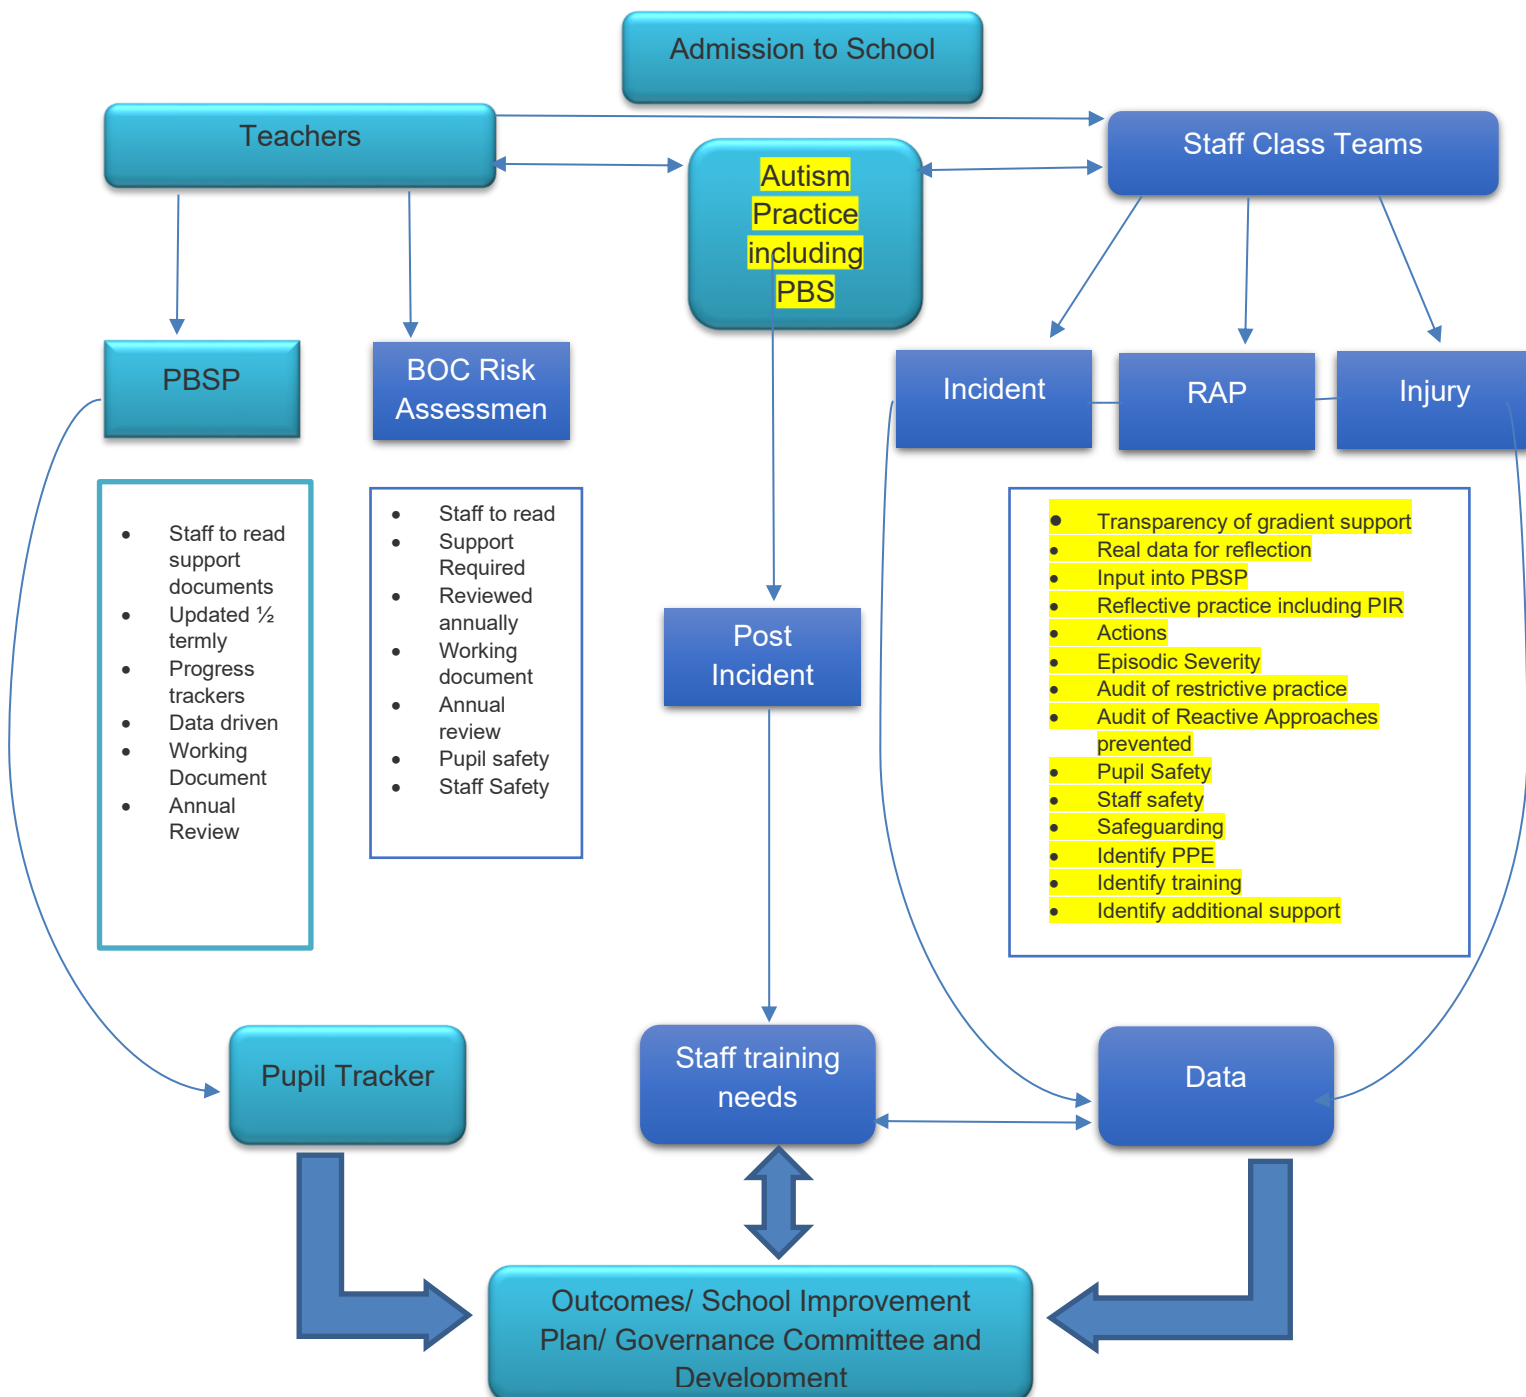 Admission to School
Teachers
Staff Class Teams
Autism
Practice
including
PBS
PBSP
BOC Risk
Assessmen
Incident
RAP
Injury
• Staff to read
support
documents
• Updated ½
termly
• Progress
trackers
• Data driven
• Working
Document
• Annual
Review
• Staff to read
• Support
Required
• Reviewed
annually
• Working
document
• Annual
review
• Pupil safety
• Staff Safety
Post
Incident
• Transparency of gradient support
• Real data for reflection
• Input into PBSP
• Reflective practice including PIR
• Actions
• Episodic Severity
• Audit of restrictive practice
• Audit of Reactive Approaches
prevented
• Pupil Safety
• Staff safety
• Safeguarding
• Identify PPE
• Identify training
• Identify additional support
Pupil Tracker
Staff training
needs
Data
Outcomes/ School Improvement
Plan/ Governance Committee and
Development